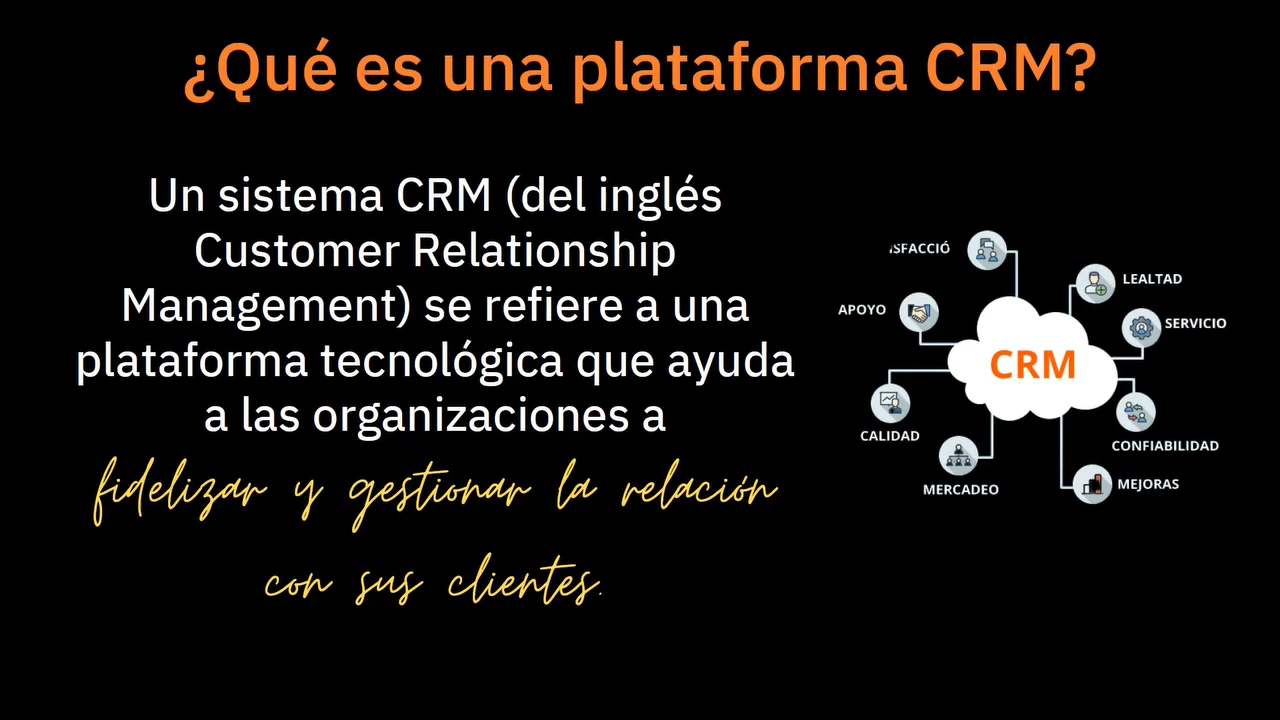 ¿Qué es una plataforma CRM?
Un sistema CRM (del inglés
Customer Relationship
Management) se refiere a una
plataforma tecnológica que ayuda
a las organizaciones a
fidelizar y gestionar la relación
con sus clientes.
SFACCIÓ
LEALTAD
APOYO
SERVICIO
CRM
CALIDAD
CONFIABILIDAD
MERCADEO
MEJORAS